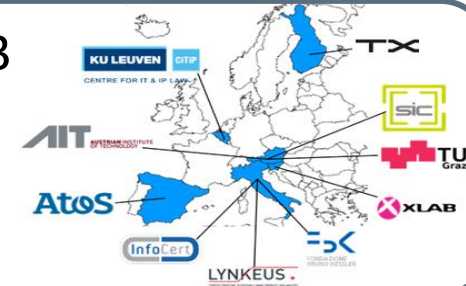 3
KU LEUVEN CiTiP
CENTRE FOR IT & IP LAW
TX
SIC
AIT AUSTRIAN INSTITUTE
OF TECHNOLOGY
TU
Graz
Atos
XLAB
InfoCert
FBK
FONDAZIONE
BRUNO KESSLER
LYNKEUS.